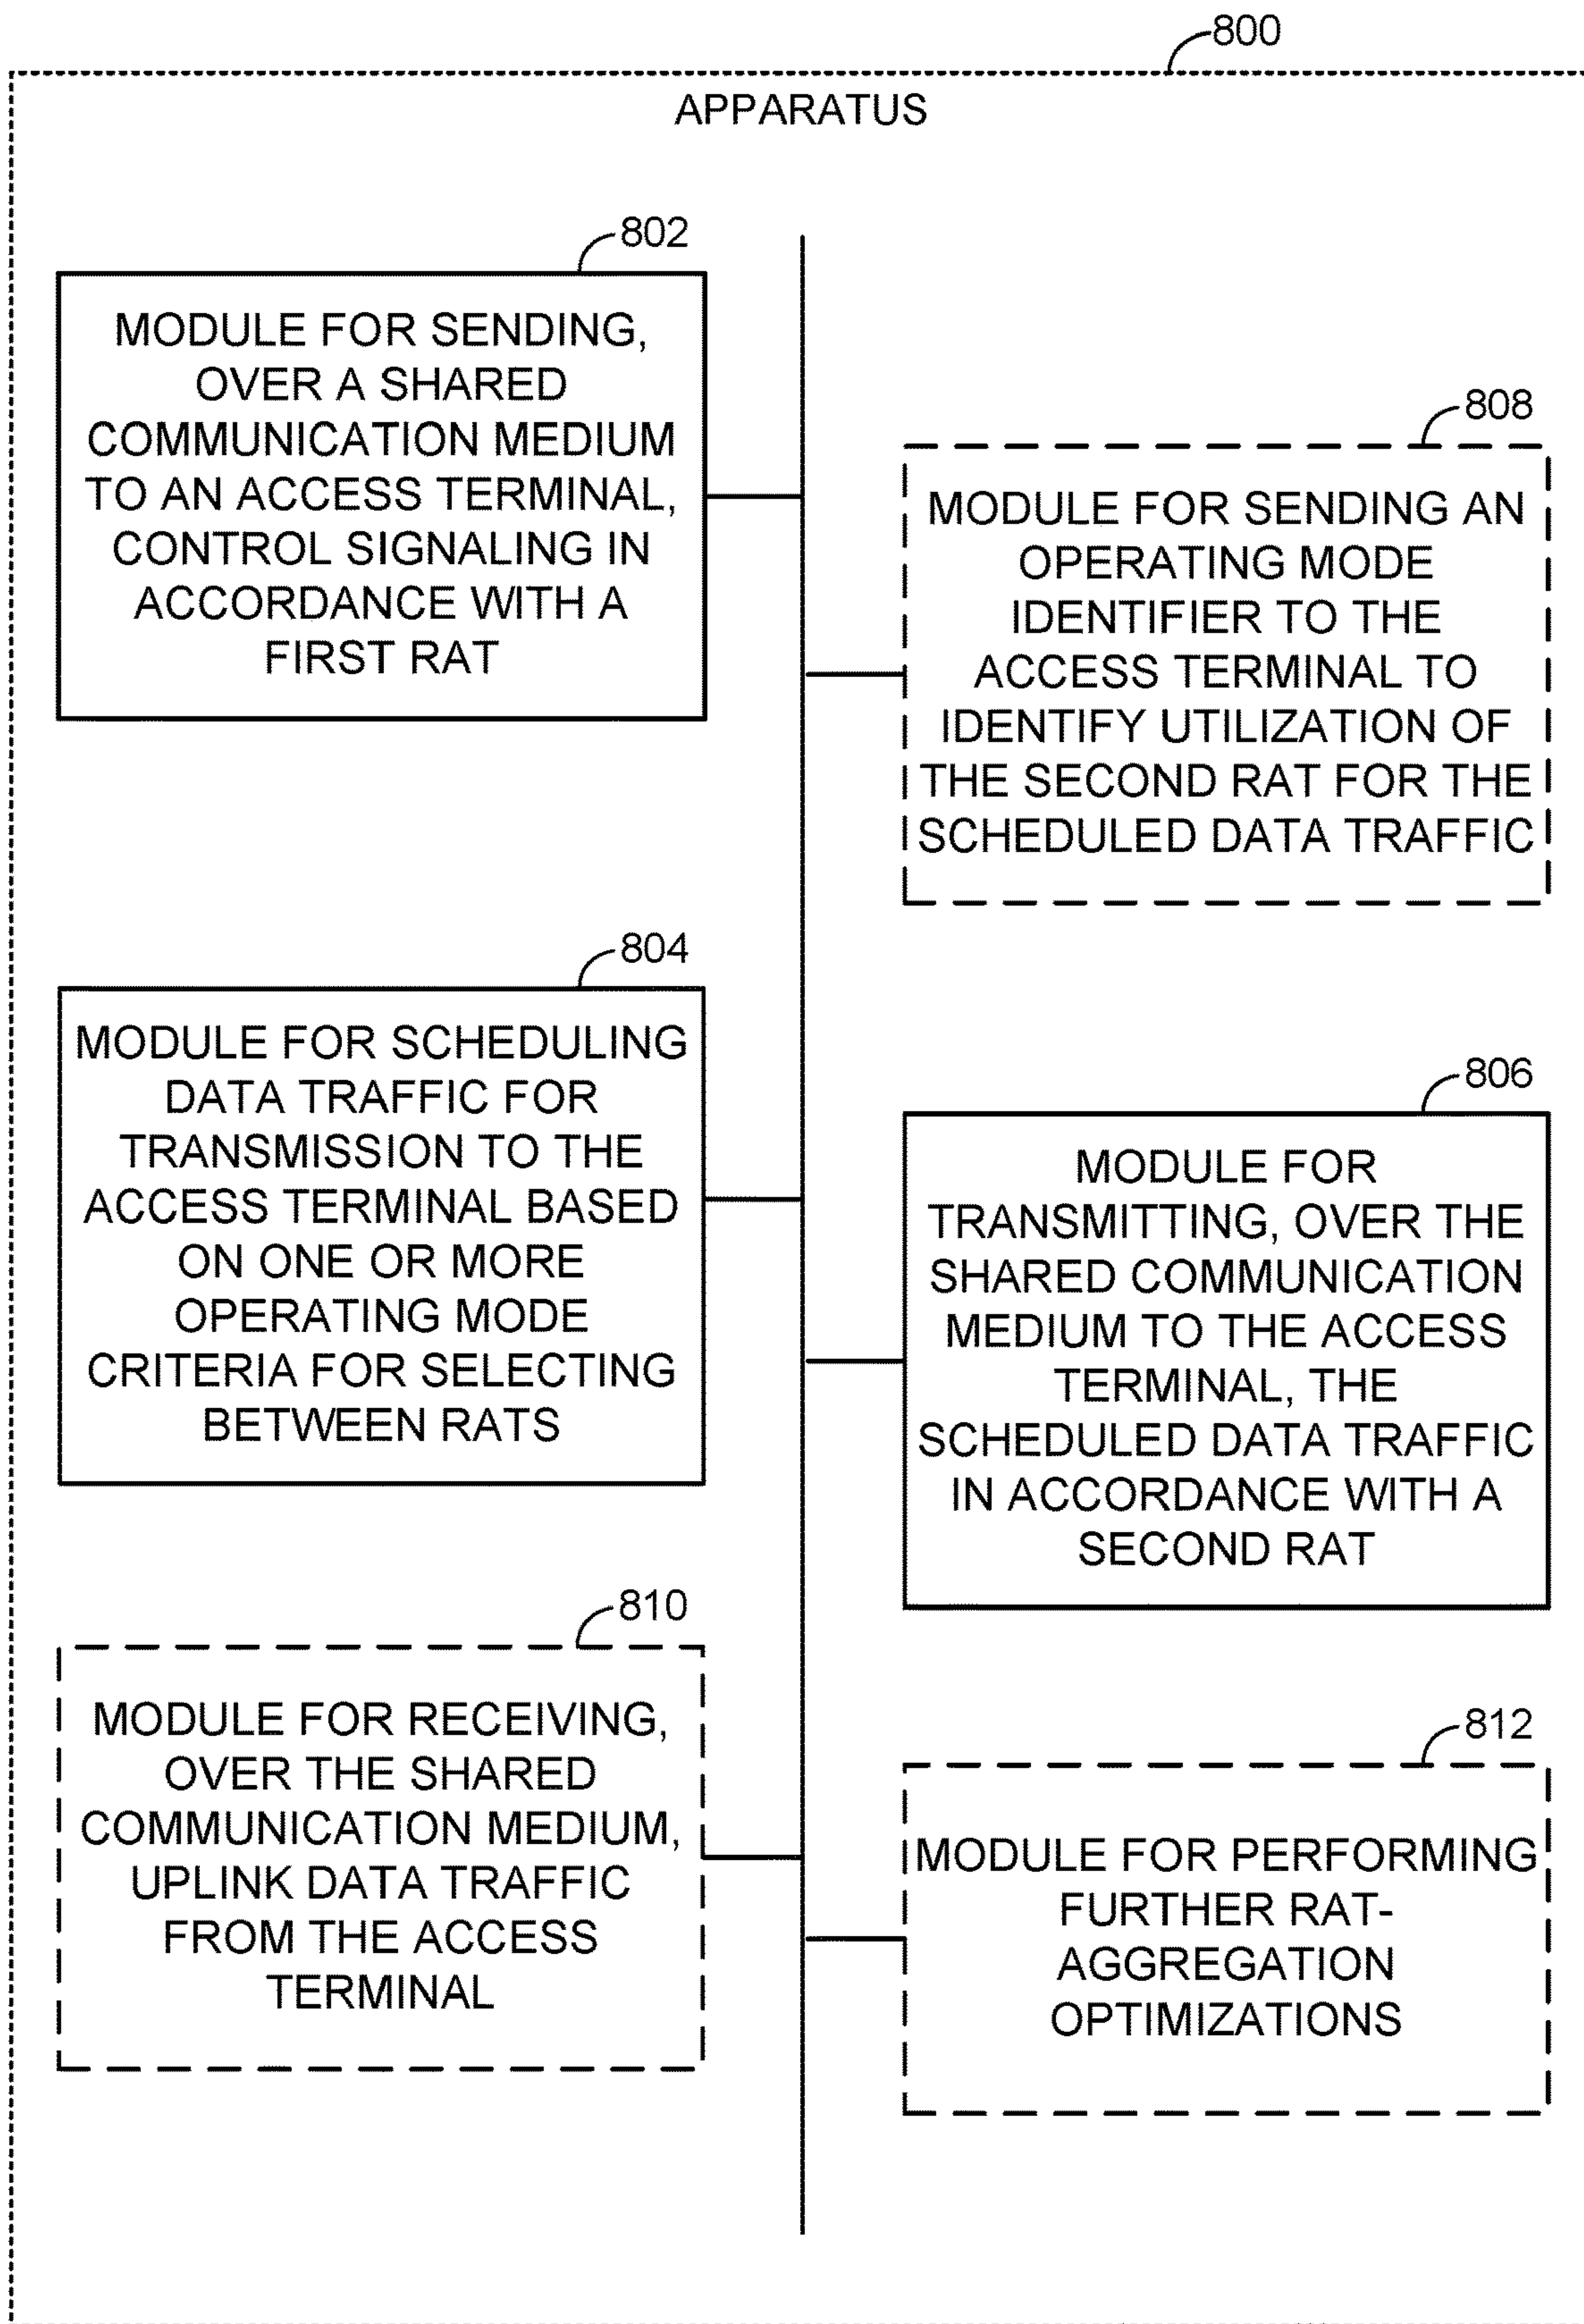 800
APPARATUS
802
MODULE FOR SENDING,
OVER A SHARED
COMMUNICATION MEDIUM
TO AN ACCESS TERMINAL,
CONTROL SIGNALING IN
ACCORDANCE WITH A
FIRST RAT
808
MODULE FOR SENDING AN
OPERATING MODE
IDENTIFIER TO THE
ACCESS TERMINAL TO
IDENTIFY UTILIZATION OF
THE SECOND RAT FOR THE
SCHEDULED DATA TRAFFIC
804
MODULE FOR SCHEDULING
DATA TRAFFIC FOR
TRANSMISSION TO THE
ACCESS TERMINAL BASED
ON ONE OR MORE
OPERATING MODE
CRITERIA FOR SELECTING
BETWEEN RATS
806
MODULE FOR
TRANSMITTING, OVER THE
SHARED COMMUNICATION
MEDIUM TO THE ACCESS
TERMINAL, THE
SCHEDULED DATA TRAFFIC
IN ACCORDANCE WITH A
SECOND RAT
810
MODULE FOR RECEIVING,
OVER THE SHARED
COMMUNICATION MEDIUM,
UPLINK DATA TRAFFIC
FROM THE ACCESS
TERMINAL
812
MODULE FOR PERFORMING
FURTHER RAT-
AGGREGATION
OPTIMIZATIONS